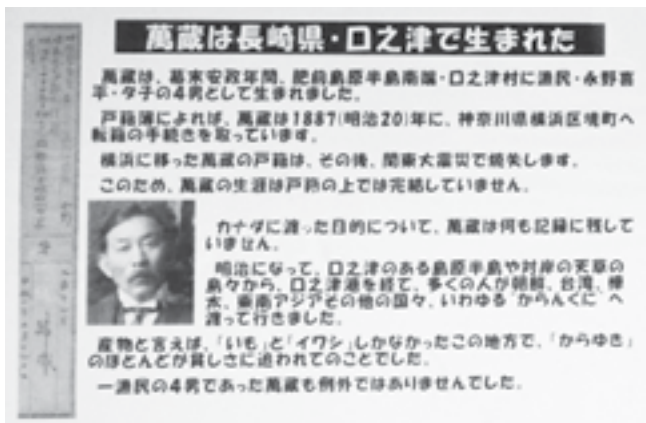 萬蔵は長崎県・口之津で生まれた
萬蔵は、幕末安政年間、肥前島原半島南端・口之津村に漁民・永野喜
平・タ子の4男として生まれました。
戸籍簿によれば、萬蔵は1887(明治20)年に、神奈川県横浜区境町へ
転籍の手続きを取っています。
横浜に移った萬蔵の戸籍は、その後、関東大震災で焼失します。
このため、萬蔵の生涯は戸籍の上では完結していません。
カナダに渡った目的について、萬蔵は何も記録に残して
いません。
明治になって、口之津のある島原半島や対岸の天草の
島々から、口之津港を経て、多くの人が朝鮮、台湾、樺
太、東南アジアその他の国々、いわゆる"からんくに"へ
渡って行きました。
産物と言えば、「いも」と「イワシ」しかなかったこの地方で、「からゆき」
のほとんどが貧しさに追われてのことでした。
一漁民の4男であった萬蔵も例外ではありませんでした。